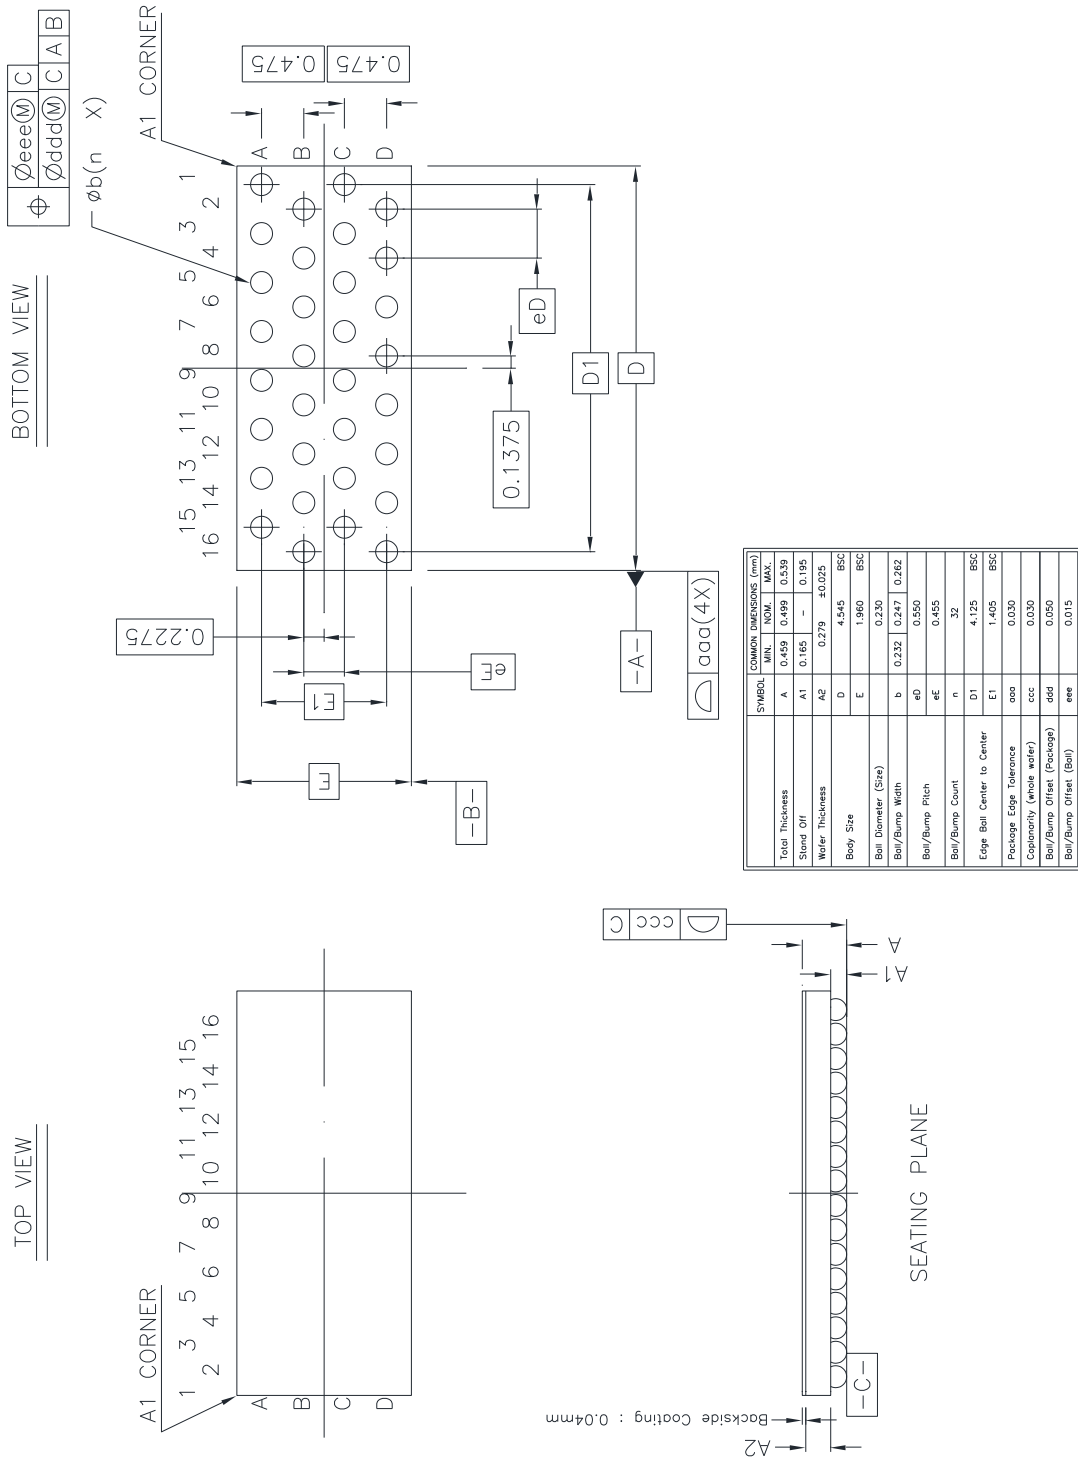 TOP VIEW
A1 CORNER
1 3 5 7 9 11 13 15
2 4 6 8 10 12 14 16
A
B
C
D
BOTTOM VIEW
⌖ Øeee Ⓜ C
Øddd Ⓜ C A B
øb(n X)
A1 CORNER
15 13 11 9 7 5 3 1
16 14 12 10 8 6 4 2
A
B
C
D
0.475
0.475
0.2275
eE
E1
E
-B-
eD
0.1375
D1
D
-A-
aaa(4X)
Backside Coating : 0.04mm
A2
-C-
SEATING PLANE
A1
A
ccc C
SYMBOL COMMON DIMENSIONS (mm)
MIN. NOM. MAX.
Total Thickness A 0.459 0.499 0.539
Stand Off A1 0.165 – 0.195
Wafer Thickness A2 0.279 ±0.025
Body Size D 4.545 BSC
E 1.960 BSC
Ball Diameter (Size) 0.230
Ball/Bump Width b 0.232 0.247 0.262
Ball/Bump Pitch eD 0.550
eE 0.455
Ball/Bump Count n 32
Edge Ball Center to Center D1 4.125 BSC
E1 1.405 BSC
Package Edge Tolerance aaa 0.030
Coplanarity (whole wafer) ccc 0.030
Ball/Bump Offset (Package) ddd 0.050
Ball/Bump Offset (Ball) eee 0.015